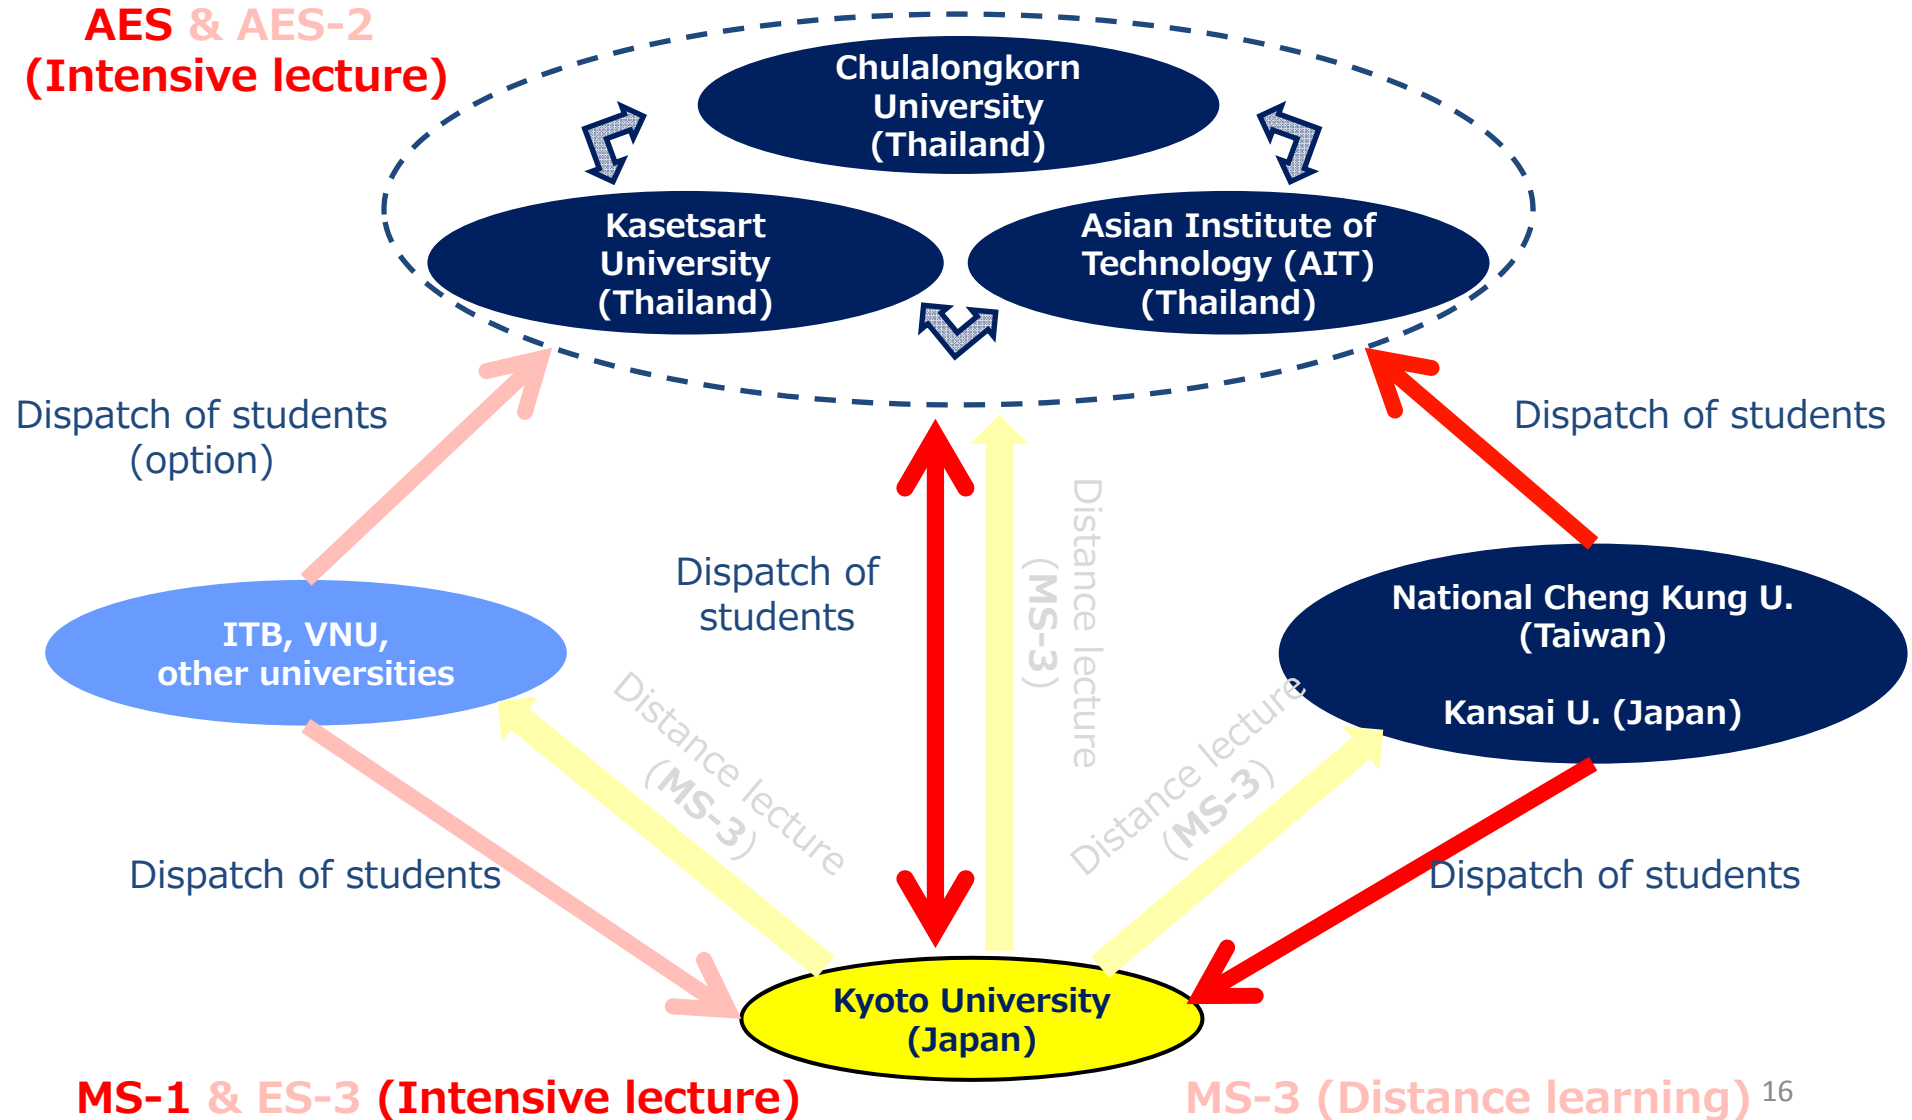 AES & AES-2
(Intensive lecture)
Chulalongkorn
University
(Thailand)
Kasetsart
University
(Thailand)
Asian Institute of
Technology (AIT)
(Thailand)
Dispatch of students
(option)
Dispatch of students
Dispatch of
students
Distance lecture
(MS-3)
ITB, VNU,
other universities
National Cheng Kung U.
(Taiwan)
Kansai U. (Japan)
Distance lecture
(MS-3)
Distance lecture
(MS-3)
Dispatch of students
Dispatch of students
Kyoto University
(Japan)
MS-1 & ES-3 (Intensive lecture)
MS-3 (Distance learning)
16